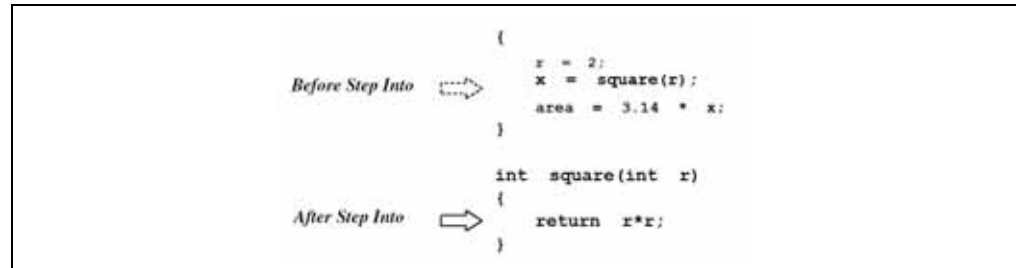 {
r = 2;
x = square(r);
Before Step Into
area = 3.14 * x;
}
int square(int r)
{
After Step Into
return r*r;
}